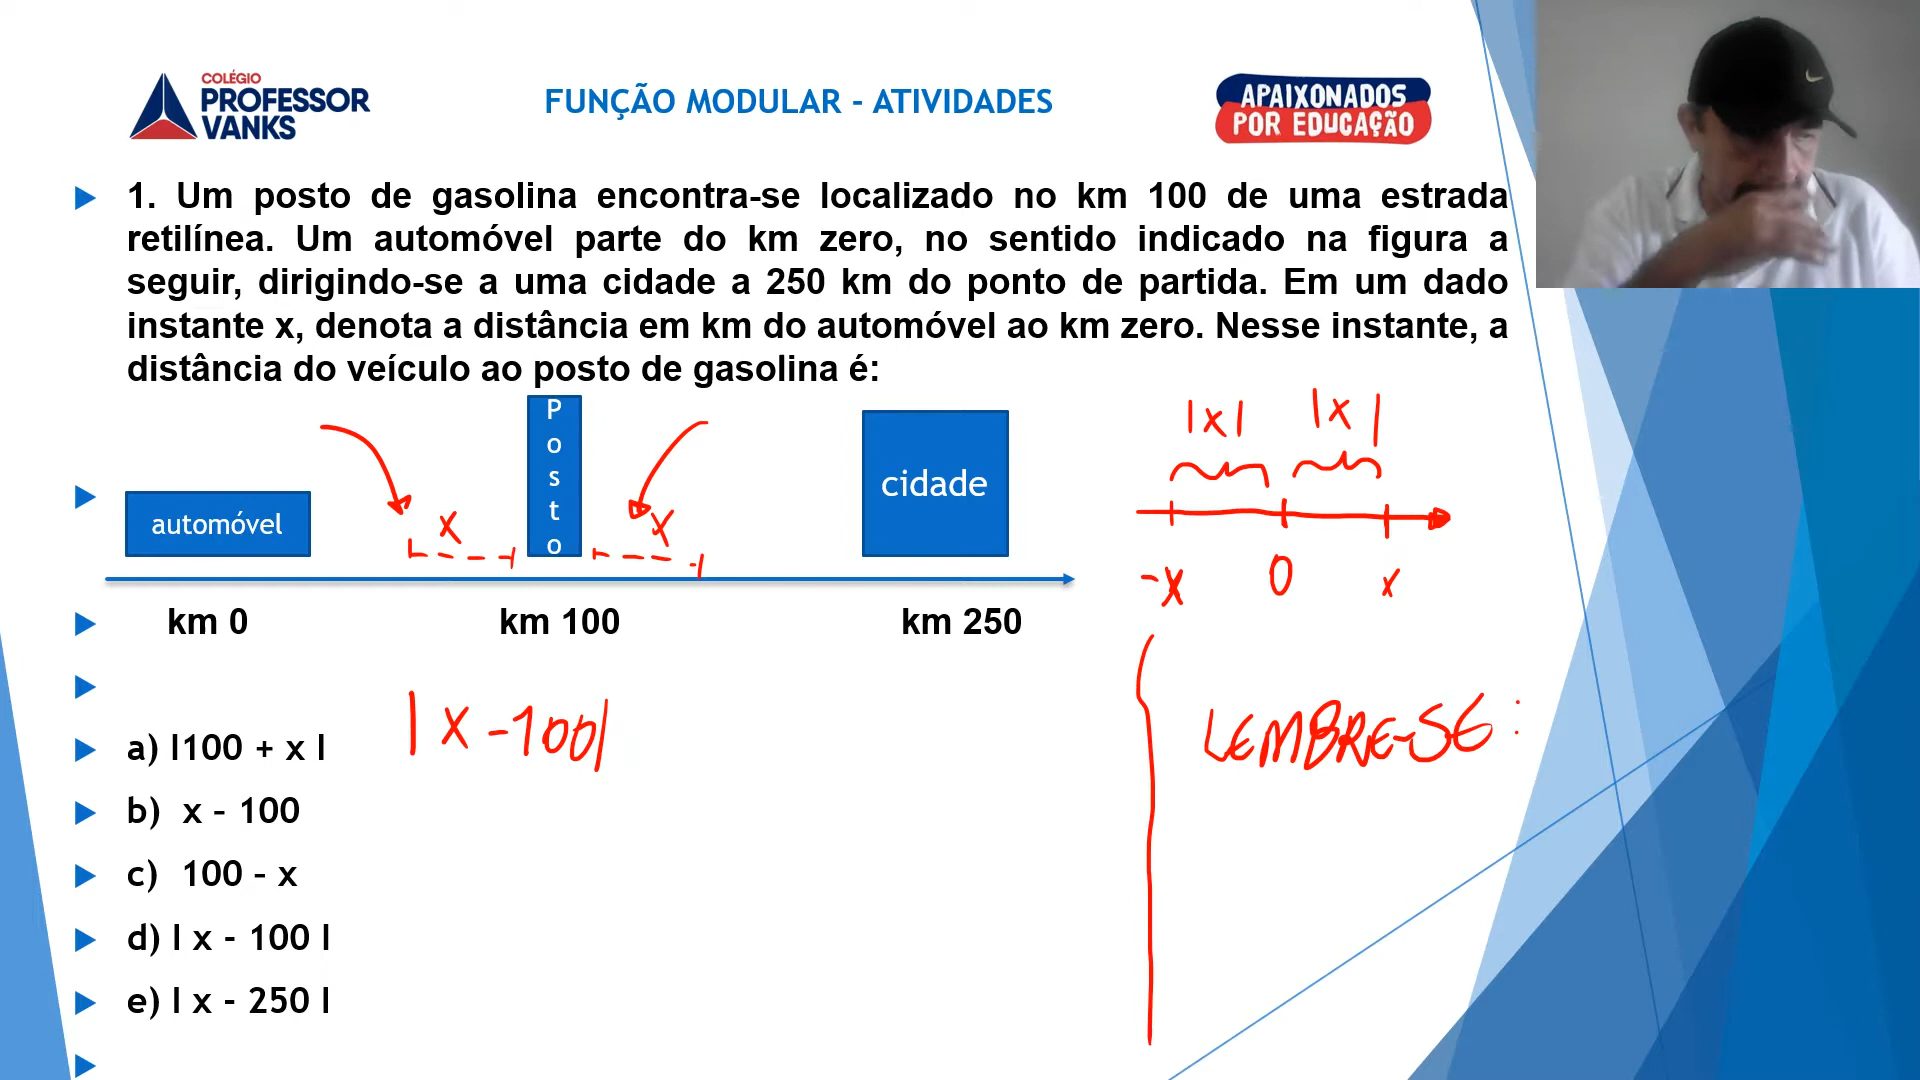 COLÉGIO
PROFESSOR
VANKS
FUNÇÃO MODULAR - ATIVIDADES
APAIXONADOS
POR EDUCAÇÃO
1. Um posto de gasolina encontra-se localizado no km 100 de uma estrada
retilínea. Um automóvel parte do km zero, no sentido indicado na figura a
seguir, dirigindo-se a uma cidade a 250 km do ponto de partida. Em um dado
instante x, denota a distância em km do automóvel ao km zero. Nesse instante, a
distância do veículo ao posto de gasolina é:
automóvel
x
Posto
x
cidade
|x| |x|
-x 0 x
km 0 km 100 km 250
|x-100|
LEMBRE-SE:
a) l100 + x l
b) x – 100
c) 100 – x
d) l x - 100 l
e) l x - 250 l